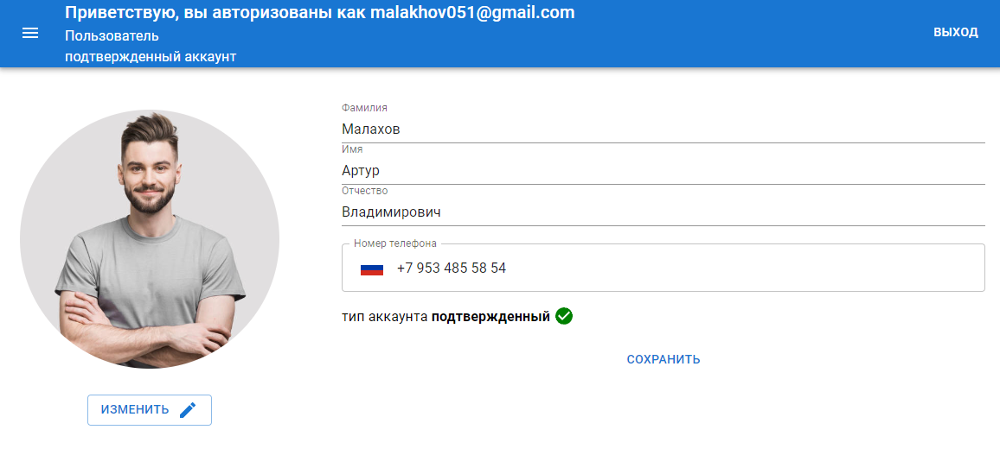 Приветствую, вы авторизованы как malakhov051@gmail.com
Пользователь
подтвержденный аккаунт
ВЫХОД
Фамилия
Малахов
Имя
Артур
Отчество
Владимирович
Номер телефона
+7 953 485 58 54
тип аккаунта подтвержденный
СОХРАНИТЬ
ИЗМЕНИТЬ